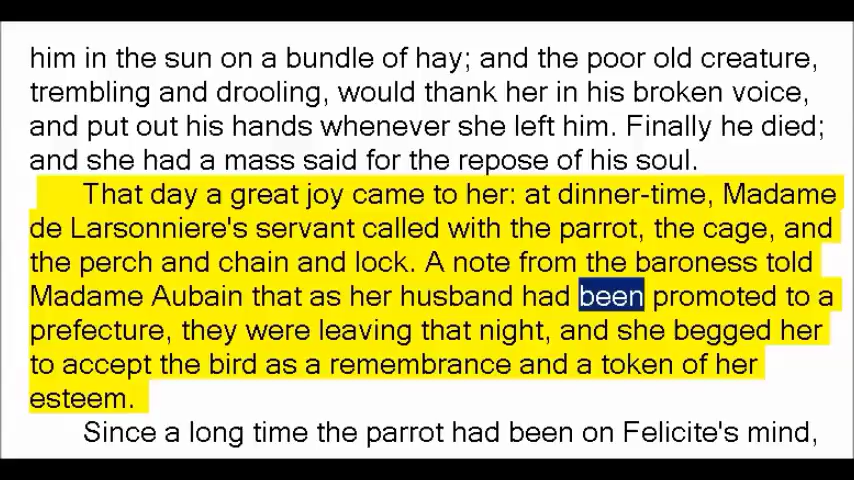 him in the sun on a bundle of hay; and the poor old creature,
trembling and drooling, would thank her in his broken voice,
and put out his hands whenever she left him. Finally he died;
and she had a mass said for the repose of his soul.
That day a great joy came to her: at dinner-time, Madame
de Larsonniere's servant called with the parrot, the cage, and
the perch and chain and lock. A note from the baroness told
Madame Aubain that as her husband had been promoted to a
prefecture, they were leaving that night, and she begged her
to accept the bird as a remembrance and a token of her
esteem.
Since a long time the parrot had been on Felicite's mind,